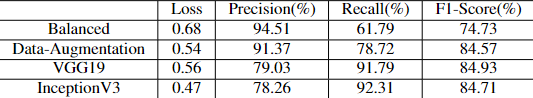 Loss Precision(%) Recall(%) F1-Score(%)
Balanced 0.68 94.51 61.79 74.73
Data-Augmentation 0.54 91.37 78.72 84.57
VGG19 0.56 79.03 91.79 84.93
InceptionV3 0.47 78.26 92.31 84.71